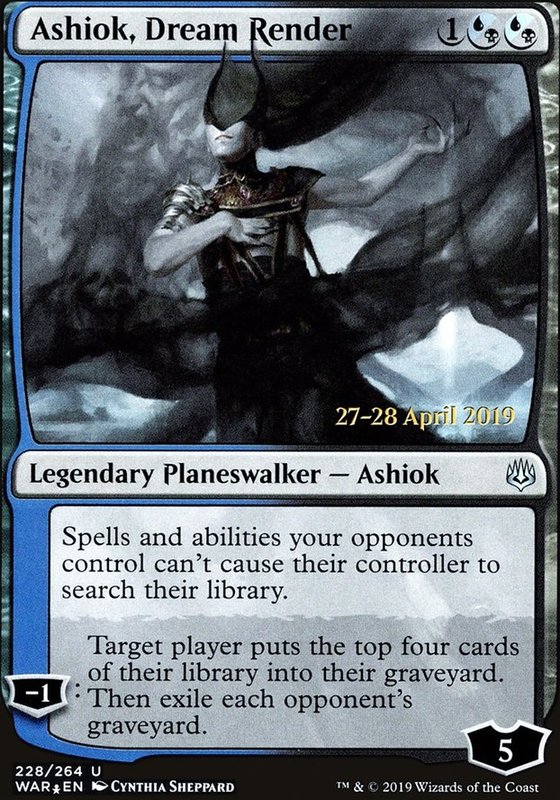 Ashiok, Dream Render 1
27–28 April 2019
Legendary Planeswalker — Ashiok
Spells and abilities your opponents
control can't cause their controller to
search their library.
Target player puts the top four cards
of their library into their graveyard.
−1: Then exile each opponent's
graveyard.
5
228/264 U
WAR★EN CYNTHIA SHEPPARD
™ & © 2019 Wizards of the Coast